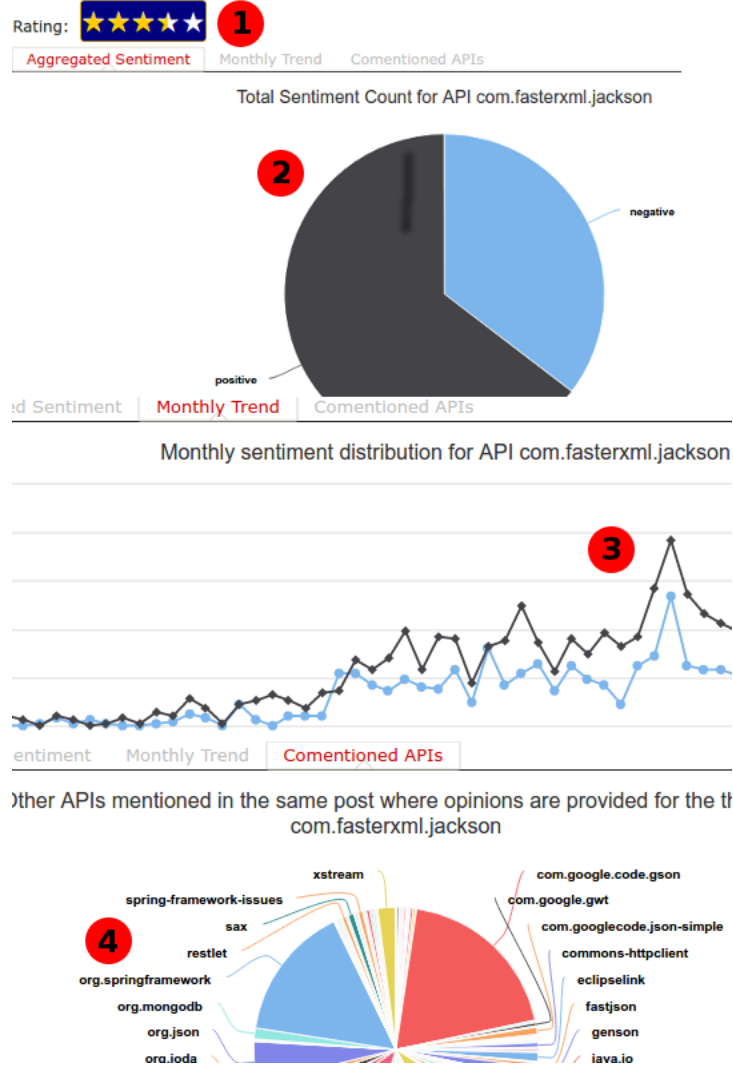 Rating:
1
Aggregated Sentiment Monthly Trend Comentioned APIs
Total Sentiment Count for API com.fasterxml.jackson
2
negative
positive
ed Sentiment Monthly Trend Comentioned APIs
Monthly sentiment distribution for API com.fasterxml.jackson
3
entiment Monthly Trend Comentioned APIs
Other APIs mentioned in the same post where opinions are provided for the th
com.fasterxml.jackson
xstream com.google.code.gson
spring-framework-issues com.google.gwt
sax com.googlecode.json-simple
4
restlet commons-httpclient
org.springframework eclipselink
org.mongodb fastjson
org.json genson
org.joda java.io